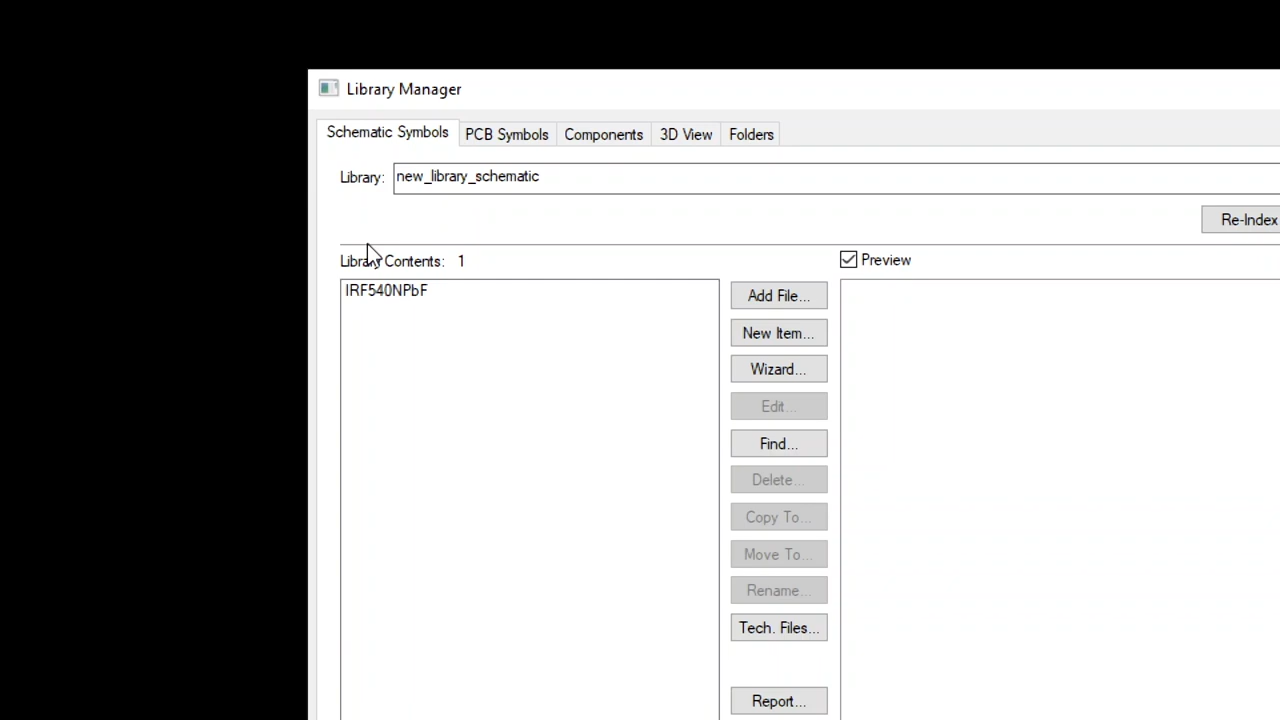 Library Manager
Schematic Symbols PCB Symbols Components 3D View Folders
Library: new_library_schematic
Re-Index
Library Contents: 1
Preview
IRF540NPbF
Add File...
New Item...
Wizard...
Edit...
Find...
Delete...
Copy To...
Move To...
Rename...
Tech. Files...
Report...